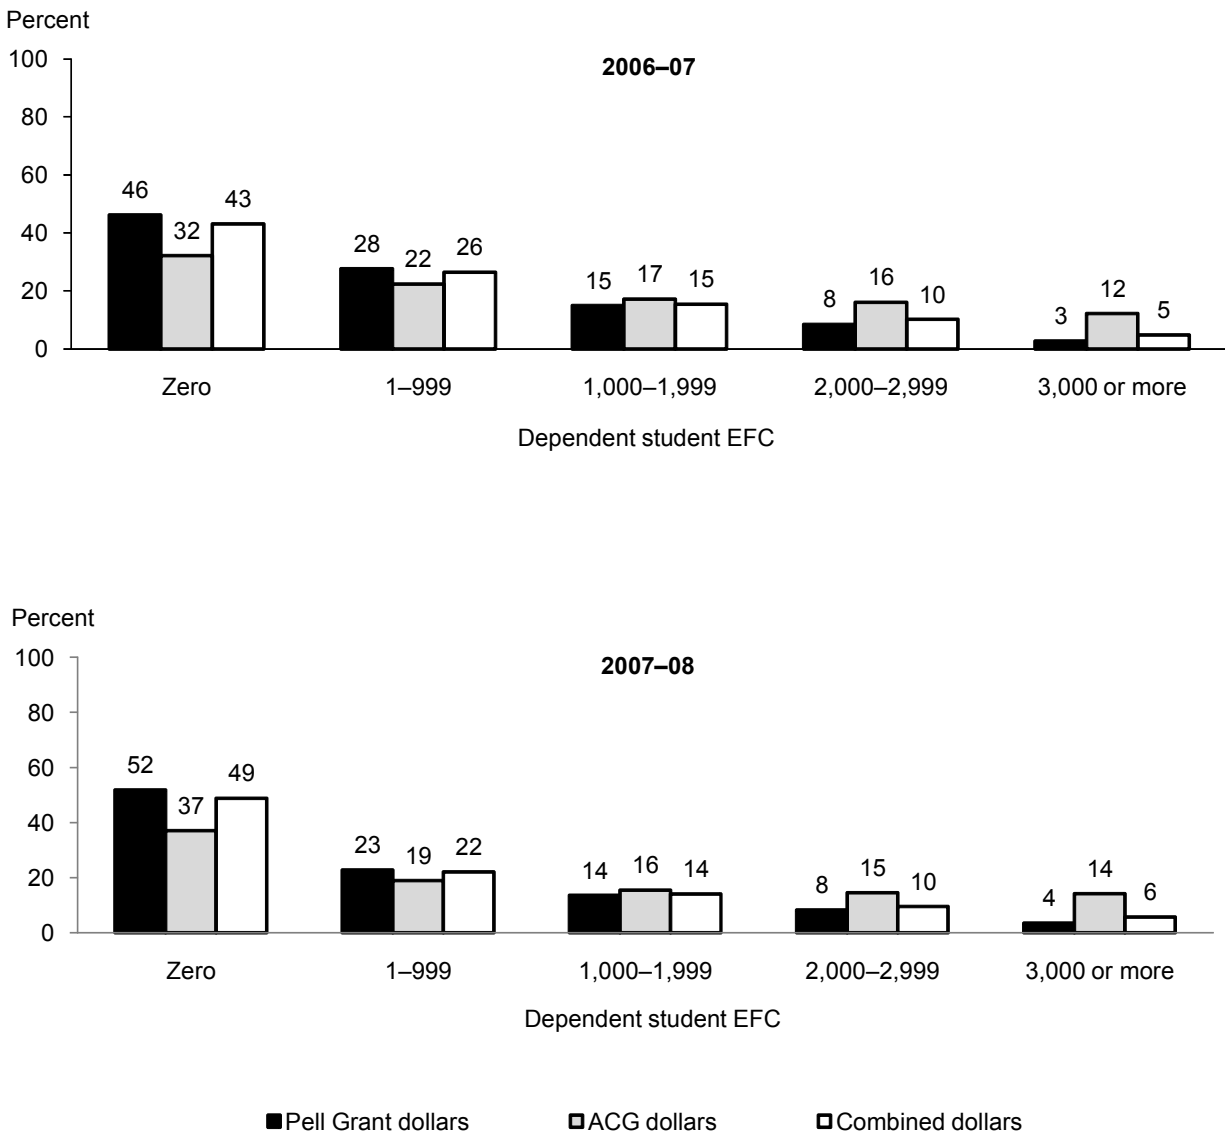 Percent
2006–07
100
80
60
40
20
0
46 32 43
28 22 26
15 17 15
8 16 10
3 12 5
Zero 1–999 1,000–1,999 2,000–2,999 3,000 or more
Dependent student EFC
Percent
2007–08
100
80
60
40
20
0
52 37 49
23 19 22
14 16 14
8 15 10
4 14 6
Zero 1–999 1,000–1,999 2,000–2,999 3,000 or more
Dependent student EFC
Pell Grant dollars ACG dollars Combined dollars